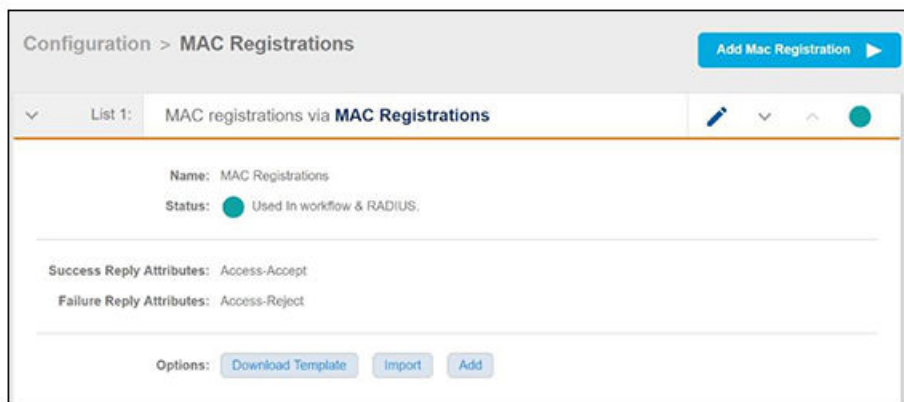 Configuration > MAC Registrations
Add Mac Registration
List 1: MAC registrations via MAC Registrations
Name: MAC Registrations
Status: Used In workflow & RADIUS.
Success Reply Attributes: Access-Accept
Failure Reply Attributes: Access-Reject
Options: Download Template Import Add